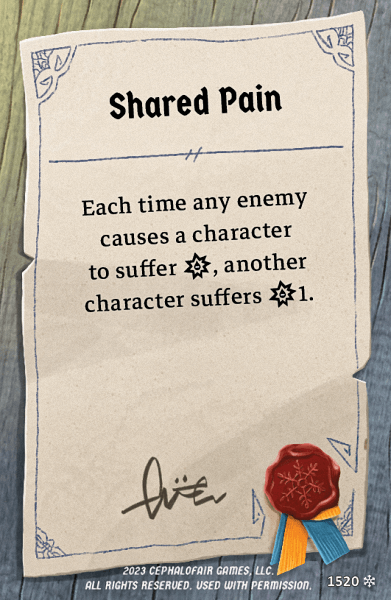 Shared Pain
Each time any enemy
causes a character
to suffer , another
character suffers 1.
2023 CEPHALOFAIR GAMES, LLC.
ALL RIGHTS RESERVED. USED WITH PERMISSION.
1520